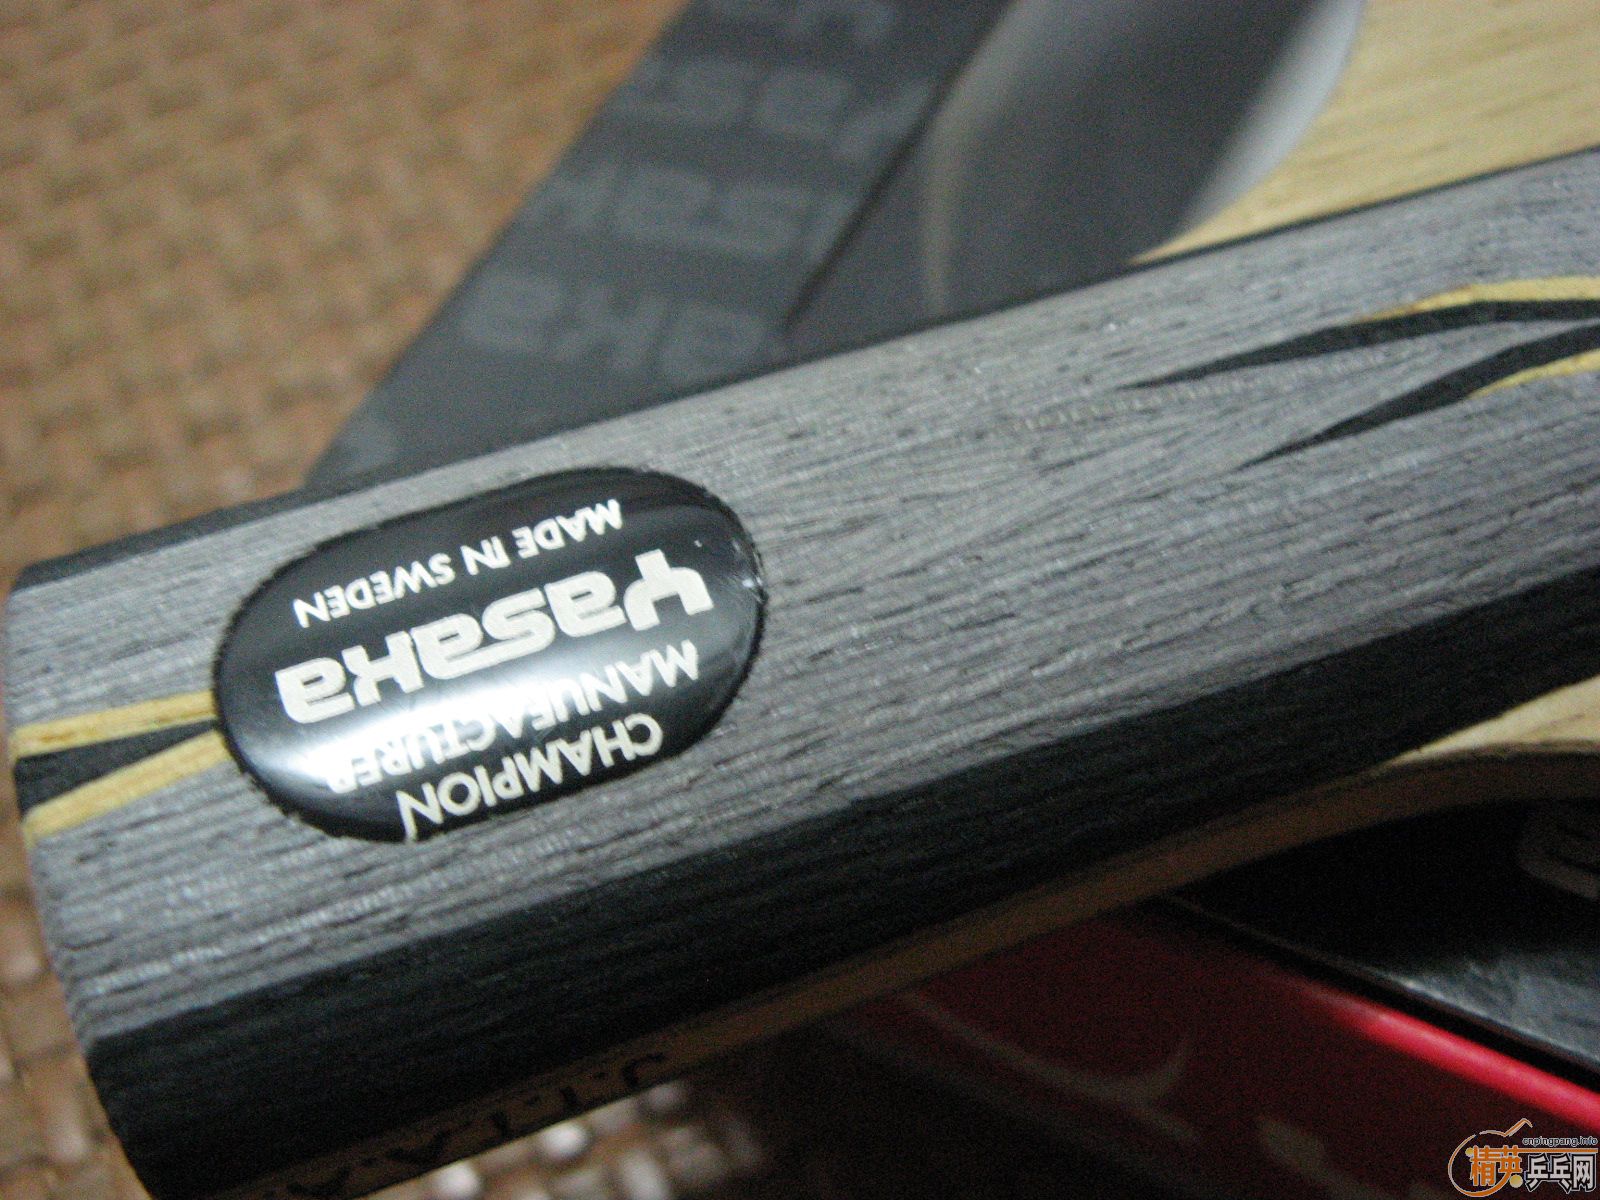 CHAMPION
MANUFACTURER
Yasaka
MADE IN SWEDEN
cnpingpang.info
精英乒乓网